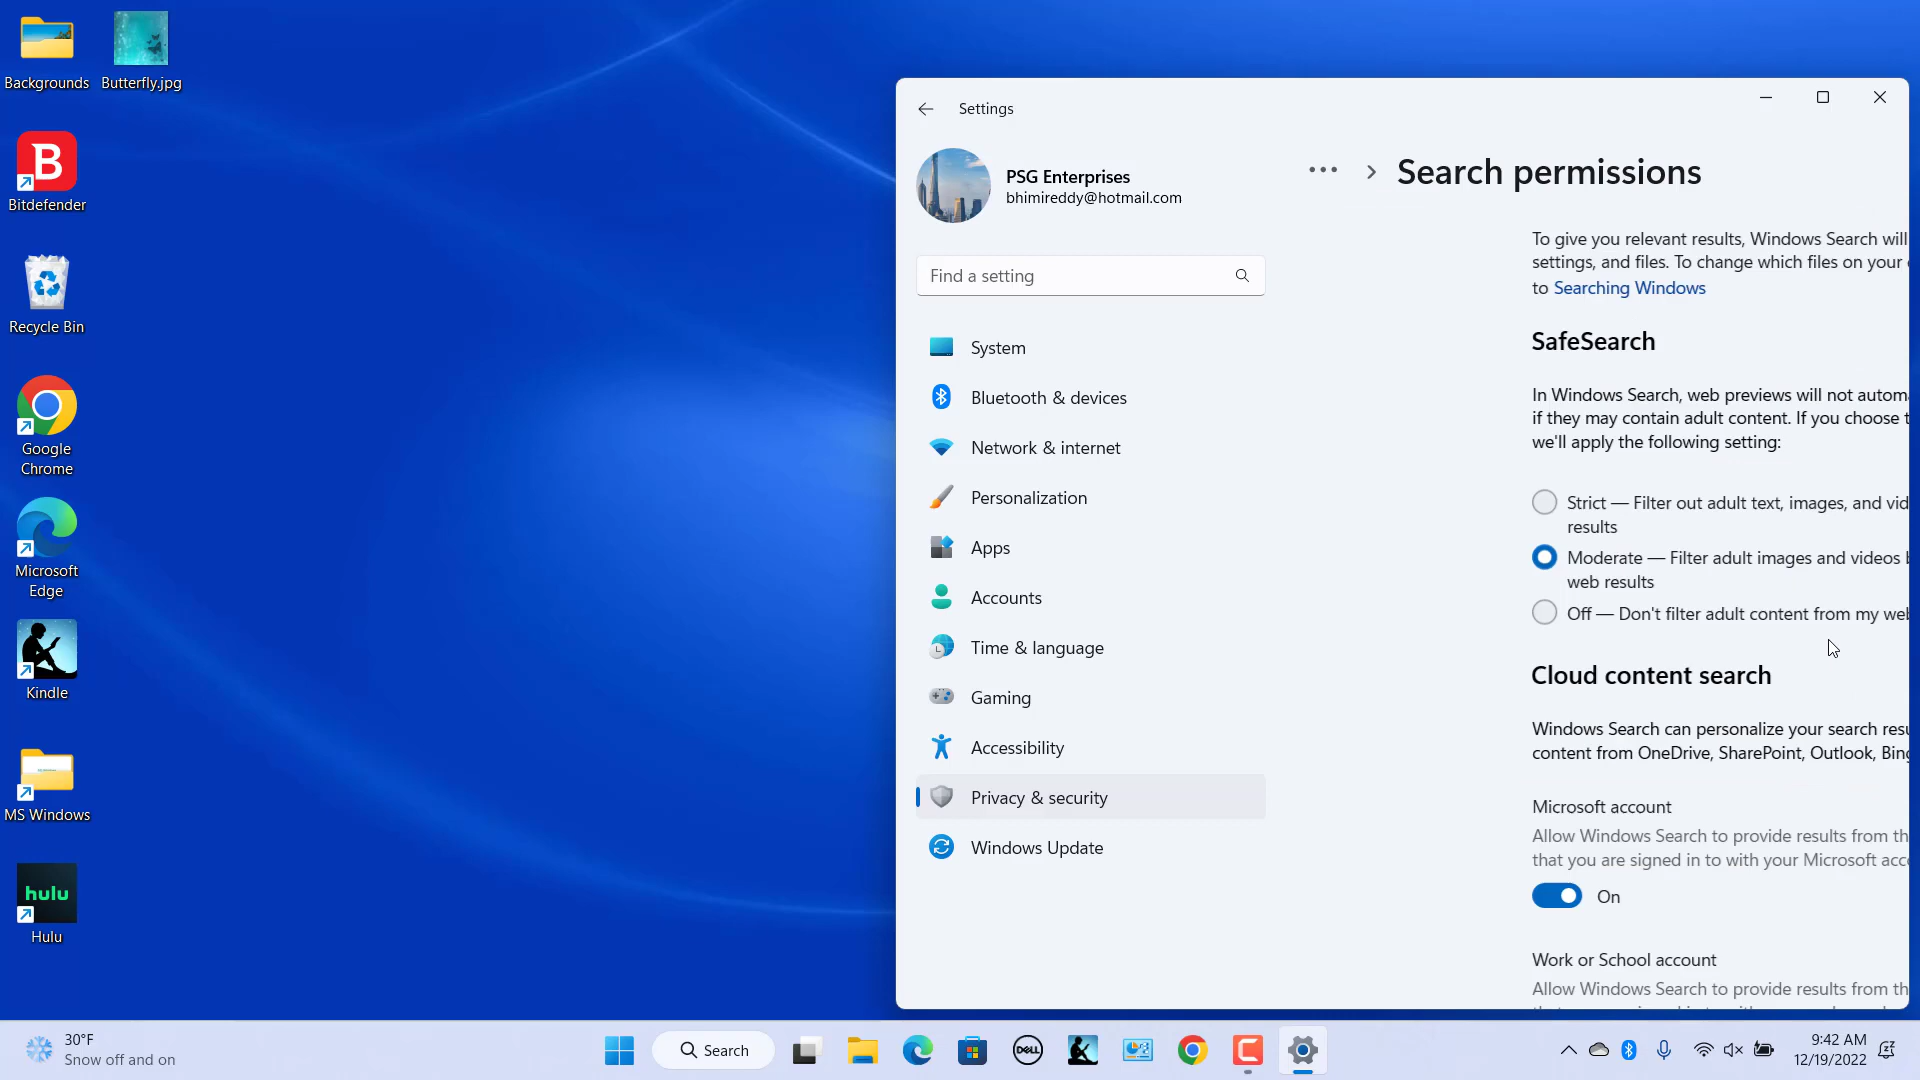 Backgrounds
Butterfly.jpg
Bitdefender
Recycle Bin
Google
Chrome
Microsoft
Edge
Kindle
MS Windows
hulu
Hulu
Settings
PSG Enterprises
bhimireddy@hotmail.com
Find a setting
System
Bluetooth & devices
Network & internet
Personalization
Apps
Accounts
Time & language
Gaming
Accessibility
Privacy & security
Windows Update
Search permissions
To give you relevant results, Windows Search will
settings, and files. To change which files on your
to Searching Windows
SafeSearch
In Windows Search, web previews will not autom
if they may contain adult content. If you choose t
we'll apply the following setting:
Strict — Filter out adult text, images, and vid
results
Moderate — Filter adult images and videos b
web results
Off — Don't filter adult content from my we
Cloud content search
Windows Search can personalize your search resu
content from OneDrive, SharePoint, Outlook, Bing
Microsoft account
Allow Windows Search to provide results from th
that you are signed in to with your Microsoft acc
On
Work or School account
Allow Windows Search to provide results from th
30°F
Snow off and on
Search
DELL
9:42 AM
12/19/2022